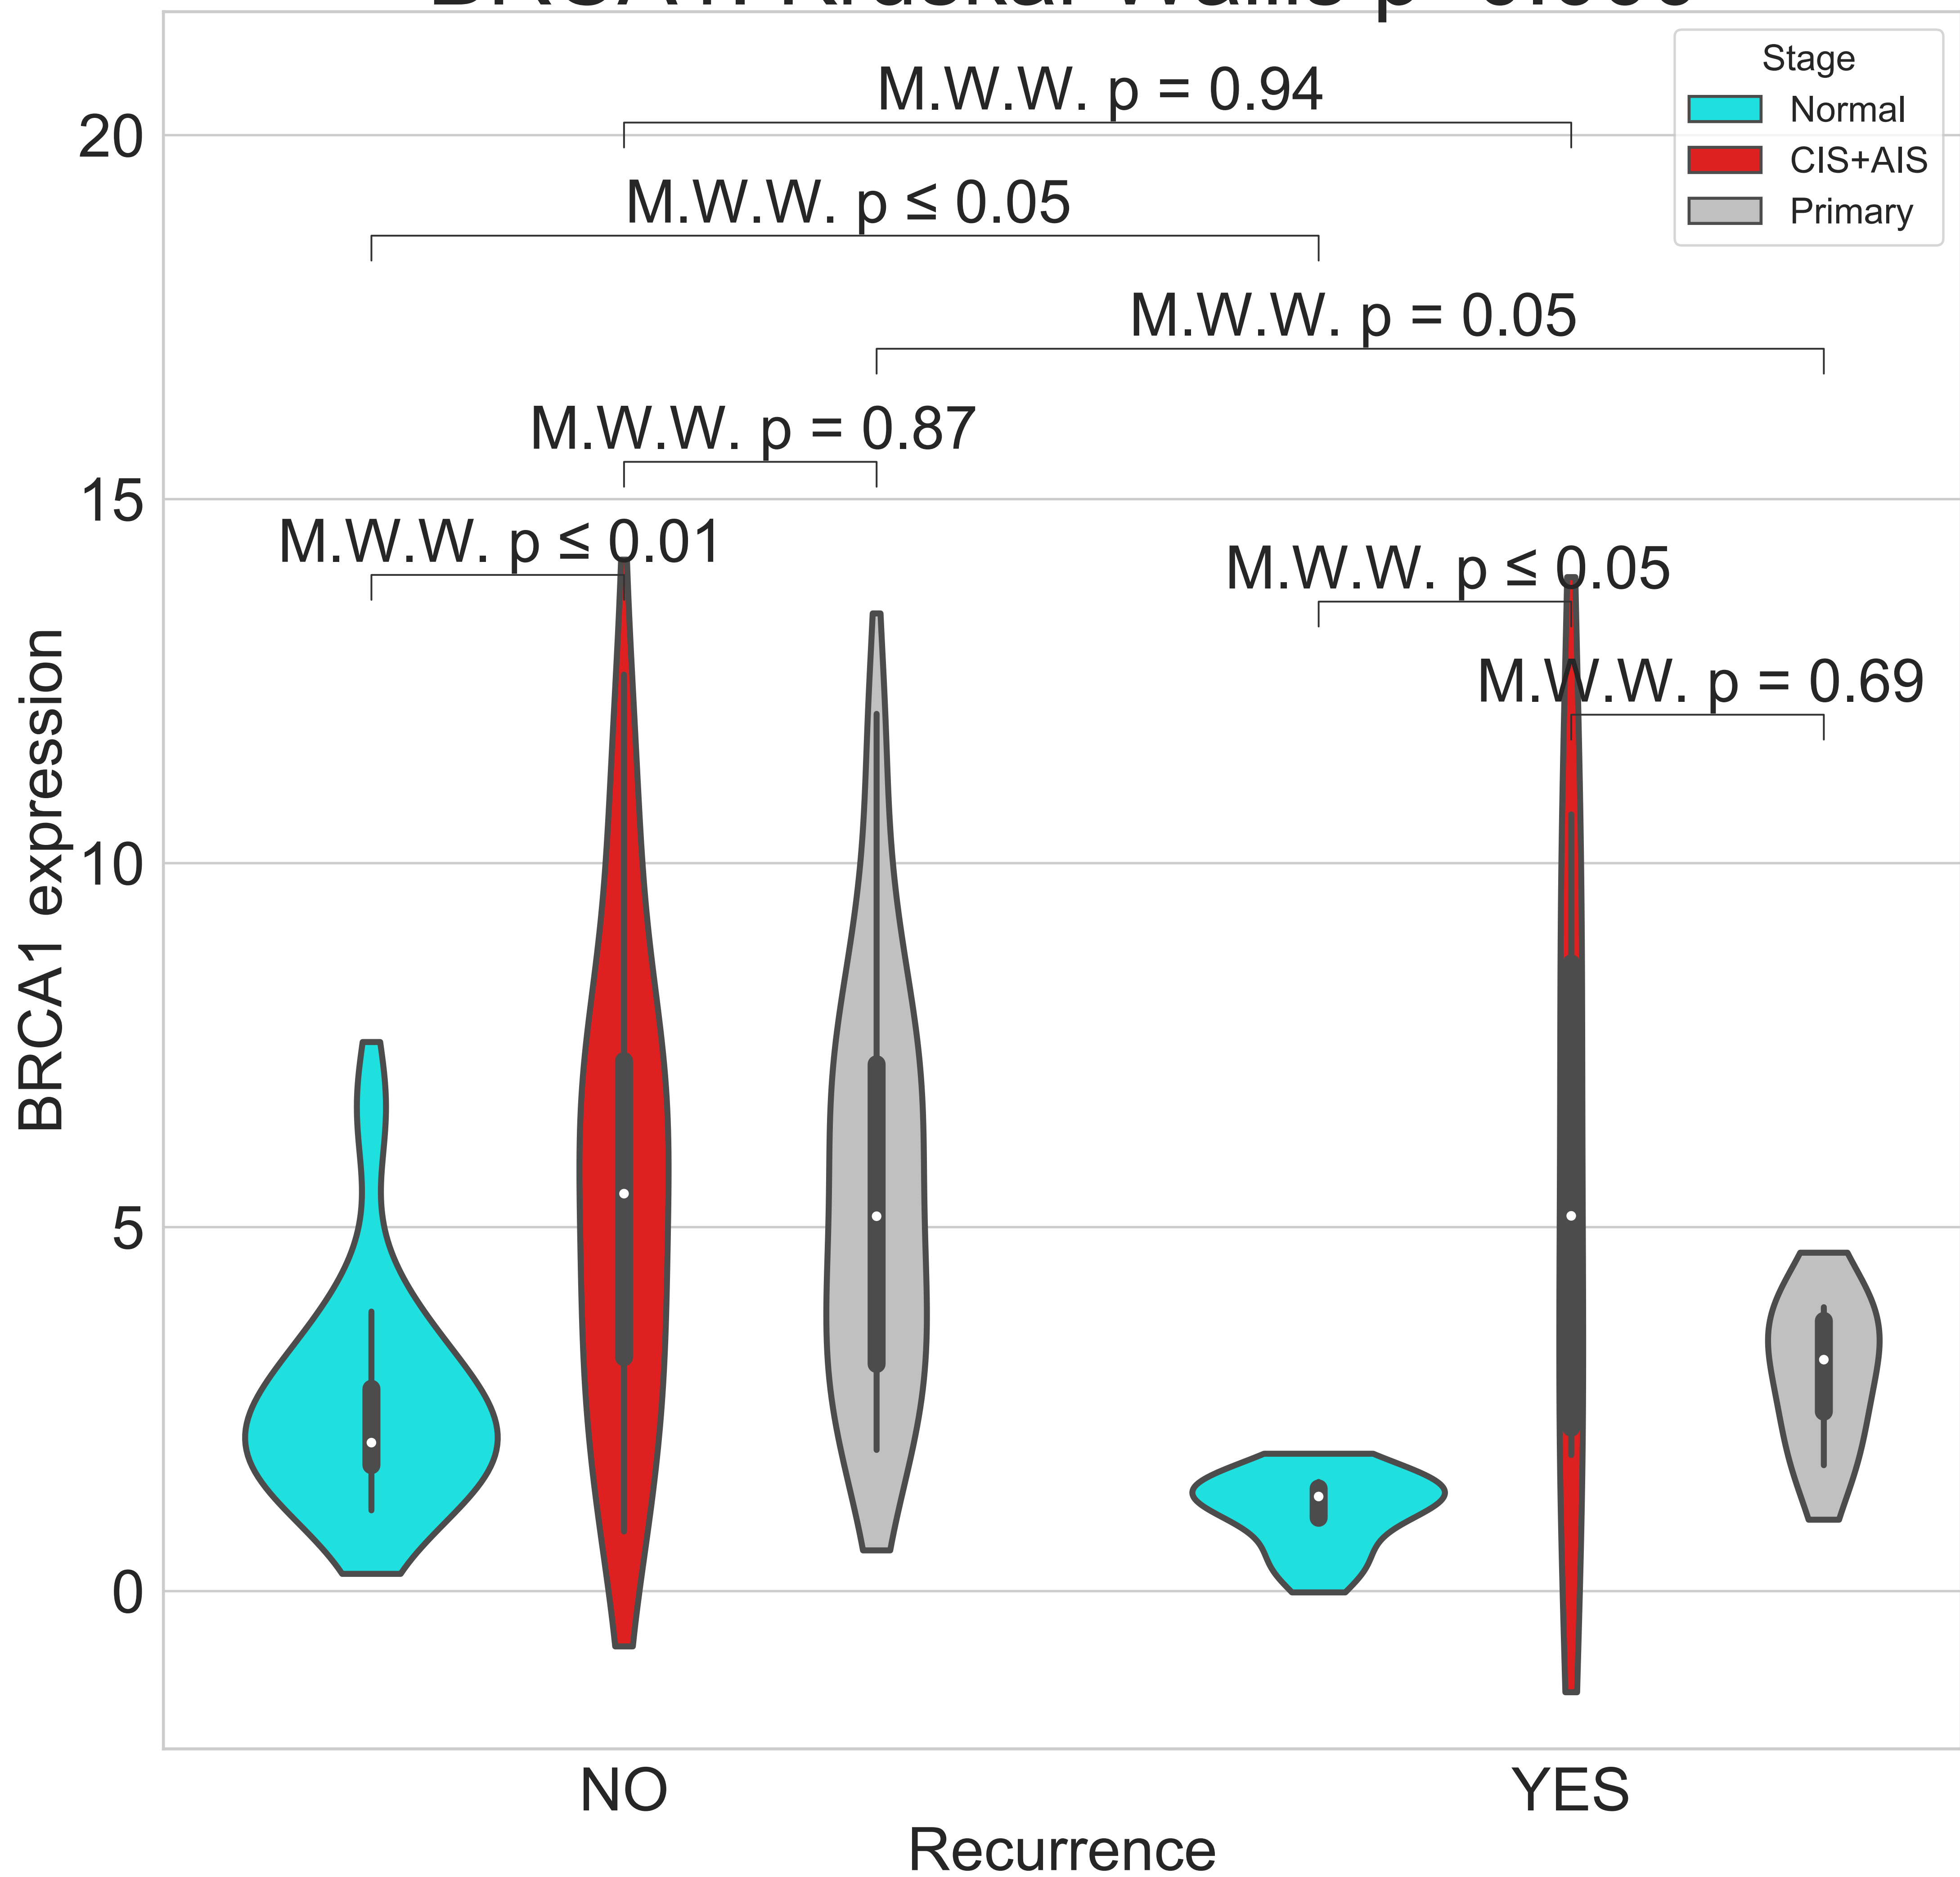 Stage
Normal
CIS+AIS
Primary
M.W.W. p = 0.94
M.W.W. p ≤ 0.05
M.W.W. p = 0.05
M.W.W. p = 0.87
M.W.W. p ≤ 0.01
M.W.W. p ≤ 0.05
M.W.W. p = 0.69
20
15
10
5
0
BRCA1 expression
NO
YES
Recurrence